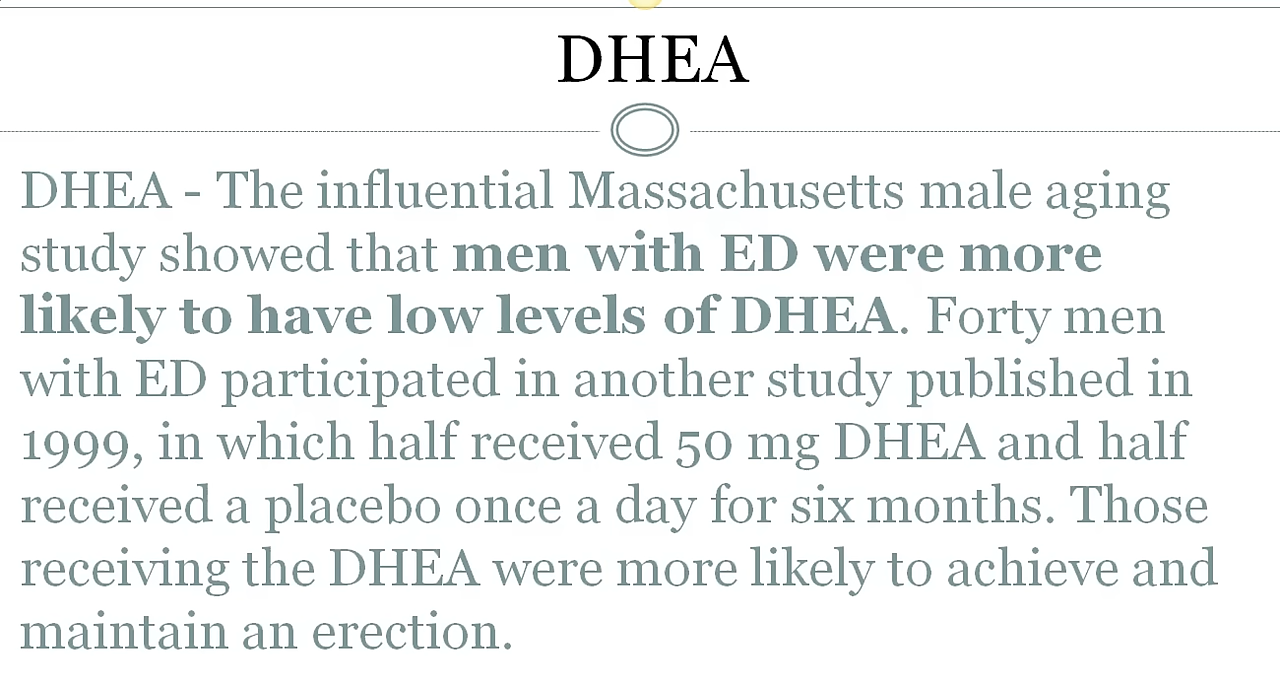 DHEA
DHEA - The influential Massachusetts male aging
study showed that men with ED were more
likely to have low levels of DHEA. Forty men
with ED participated in another study published in
1999, in which half received 50 mg DHEA and half
received a placebo once a day for six months. Those
receiving the DHEA were more likely to achieve and
maintain an erection.